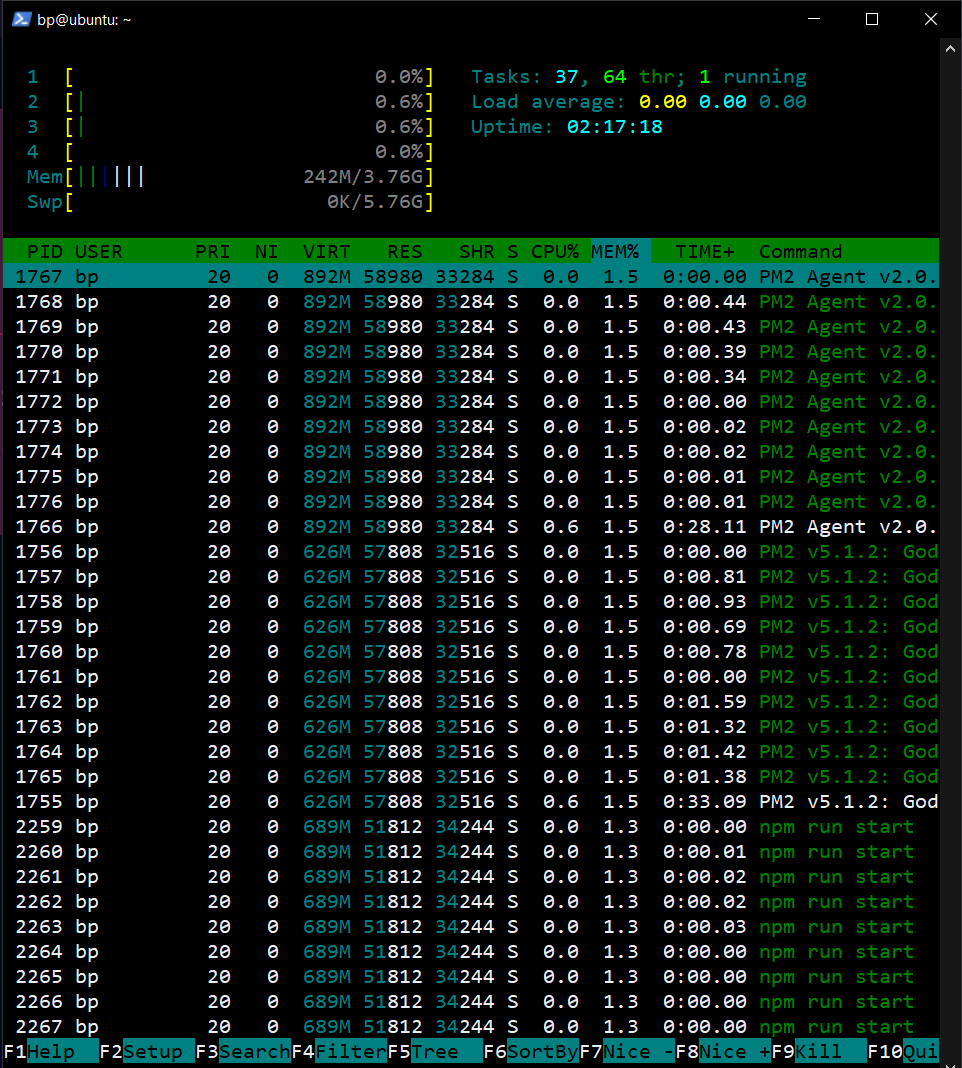 bp@ubuntu: ~
1 [ 0.0%] Tasks: 37, 64 thr; 1 running
2 [| 0.6%] Load average: 0.00 0.00 0.00
3 [| 0.6%] Uptime: 02:17:18
4 [ 0.0%]
Mem[|||||| 242M/3.76G]
Swp[ 0K/5.76G]
PID USER PRI NI VIRT RES SHR S CPU% MEM% TIME+ Command
1767 bp 20 0 892M 58980 33284 S 0.0 1.5 0:00.00 PM2 Agent v2.0.
1768 bp 20 0 892M 58980 33284 S 0.0 1.5 0:00.44 PM2 Agent v2.0.
1769 bp 20 0 892M 58980 33284 S 0.0 1.5 0:00.43 PM2 Agent v2.0.
1770 bp 20 0 892M 58980 33284 S 0.0 1.5 0:00.39 PM2 Agent v2.0.
1771 bp 20 0 892M 58980 33284 S 0.0 1.5 0:00.34 PM2 Agent v2.0.
1772 bp 20 0 892M 58980 33284 S 0.0 1.5 0:00.00 PM2 Agent v2.0.
1773 bp 20 0 892M 58980 33284 S 0.0 1.5 0:00.02 PM2 Agent v2.0.
1774 bp 20 0 892M 58980 33284 S 0.0 1.5 0:00.02 PM2 Agent v2.0.
1775 bp 20 0 892M 58980 33284 S 0.0 1.5 0:00.01 PM2 Agent v2.0.
1776 bp 20 0 892M 58980 33284 S 0.0 1.5 0:00.01 PM2 Agent v2.0.
1766 bp 20 0 892M 58980 33284 S 0.6 1.5 0:28.11 PM2 Agent v2.0.
1756 bp 20 0 626M 57808 32516 S 0.0 1.5 0:00.00 PM2 v5.1.2: God
1757 bp 20 0 626M 57808 32516 S 0.0 1.5 0:00.81 PM2 v5.1.2: God
1758 bp 20 0 626M 57808 32516 S 0.0 1.5 0:00.93 PM2 v5.1.2: God
1759 bp 20 0 626M 57808 32516 S 0.0 1.5 0:00.69 PM2 v5.1.2: God
1760 bp 20 0 626M 57808 32516 S 0.0 1.5 0:00.78 PM2 v5.1.2: God
1761 bp 20 0 626M 57808 32516 S 0.0 1.5 0:00.00 PM2 v5.1.2: God
1762 bp 20 0 626M 57808 32516 S 0.0 1.5 0:01.59 PM2 v5.1.2: God
1763 bp 20 0 626M 57808 32516 S 0.0 1.5 0:01.32 PM2 v5.1.2: God
1764 bp 20 0 626M 57808 32516 S 0.0 1.5 0:01.42 PM2 v5.1.2: God
1765 bp 20 0 626M 57808 32516 S 0.0 1.5 0:01.38 PM2 v5.1.2: God
1755 bp 20 0 626M 57808 32516 S 0.6 1.5 0:33.09 PM2 v5.1.2: God
2259 bp 20 0 689M 51812 34244 S 0.0 1.3 0:00.00 npm run start
2260 bp 20 0 689M 51812 34244 S 0.0 1.3 0:00.01 npm run start
2261 bp 20 0 689M 51812 34244 S 0.0 1.3 0:00.02 npm run start
2262 bp 20 0 689M 51812 34244 S 0.0 1.3 0:00.02 npm run start
2263 bp 20 0 689M 51812 34244 S 0.0 1.3 0:00.03 npm run start
2264 bp 20 0 689M 51812 34244 S 0.0 1.3 0:00.00 npm run start
2265 bp 20 0 689M 51812 34244 S 0.0 1.3 0:00.00 npm run start
2266 bp 20 0 689M 51812 34244 S 0.0 1.3 0:00.00 npm run start
2267 bp 20 0 689M 51812 34244 S 0.0 1.3 0:00.00 npm run start
F1Help F2Setup F3SearchF4FilterF5Tree F6SortByF7Nice -F8Nice +F9Kill F10Qui